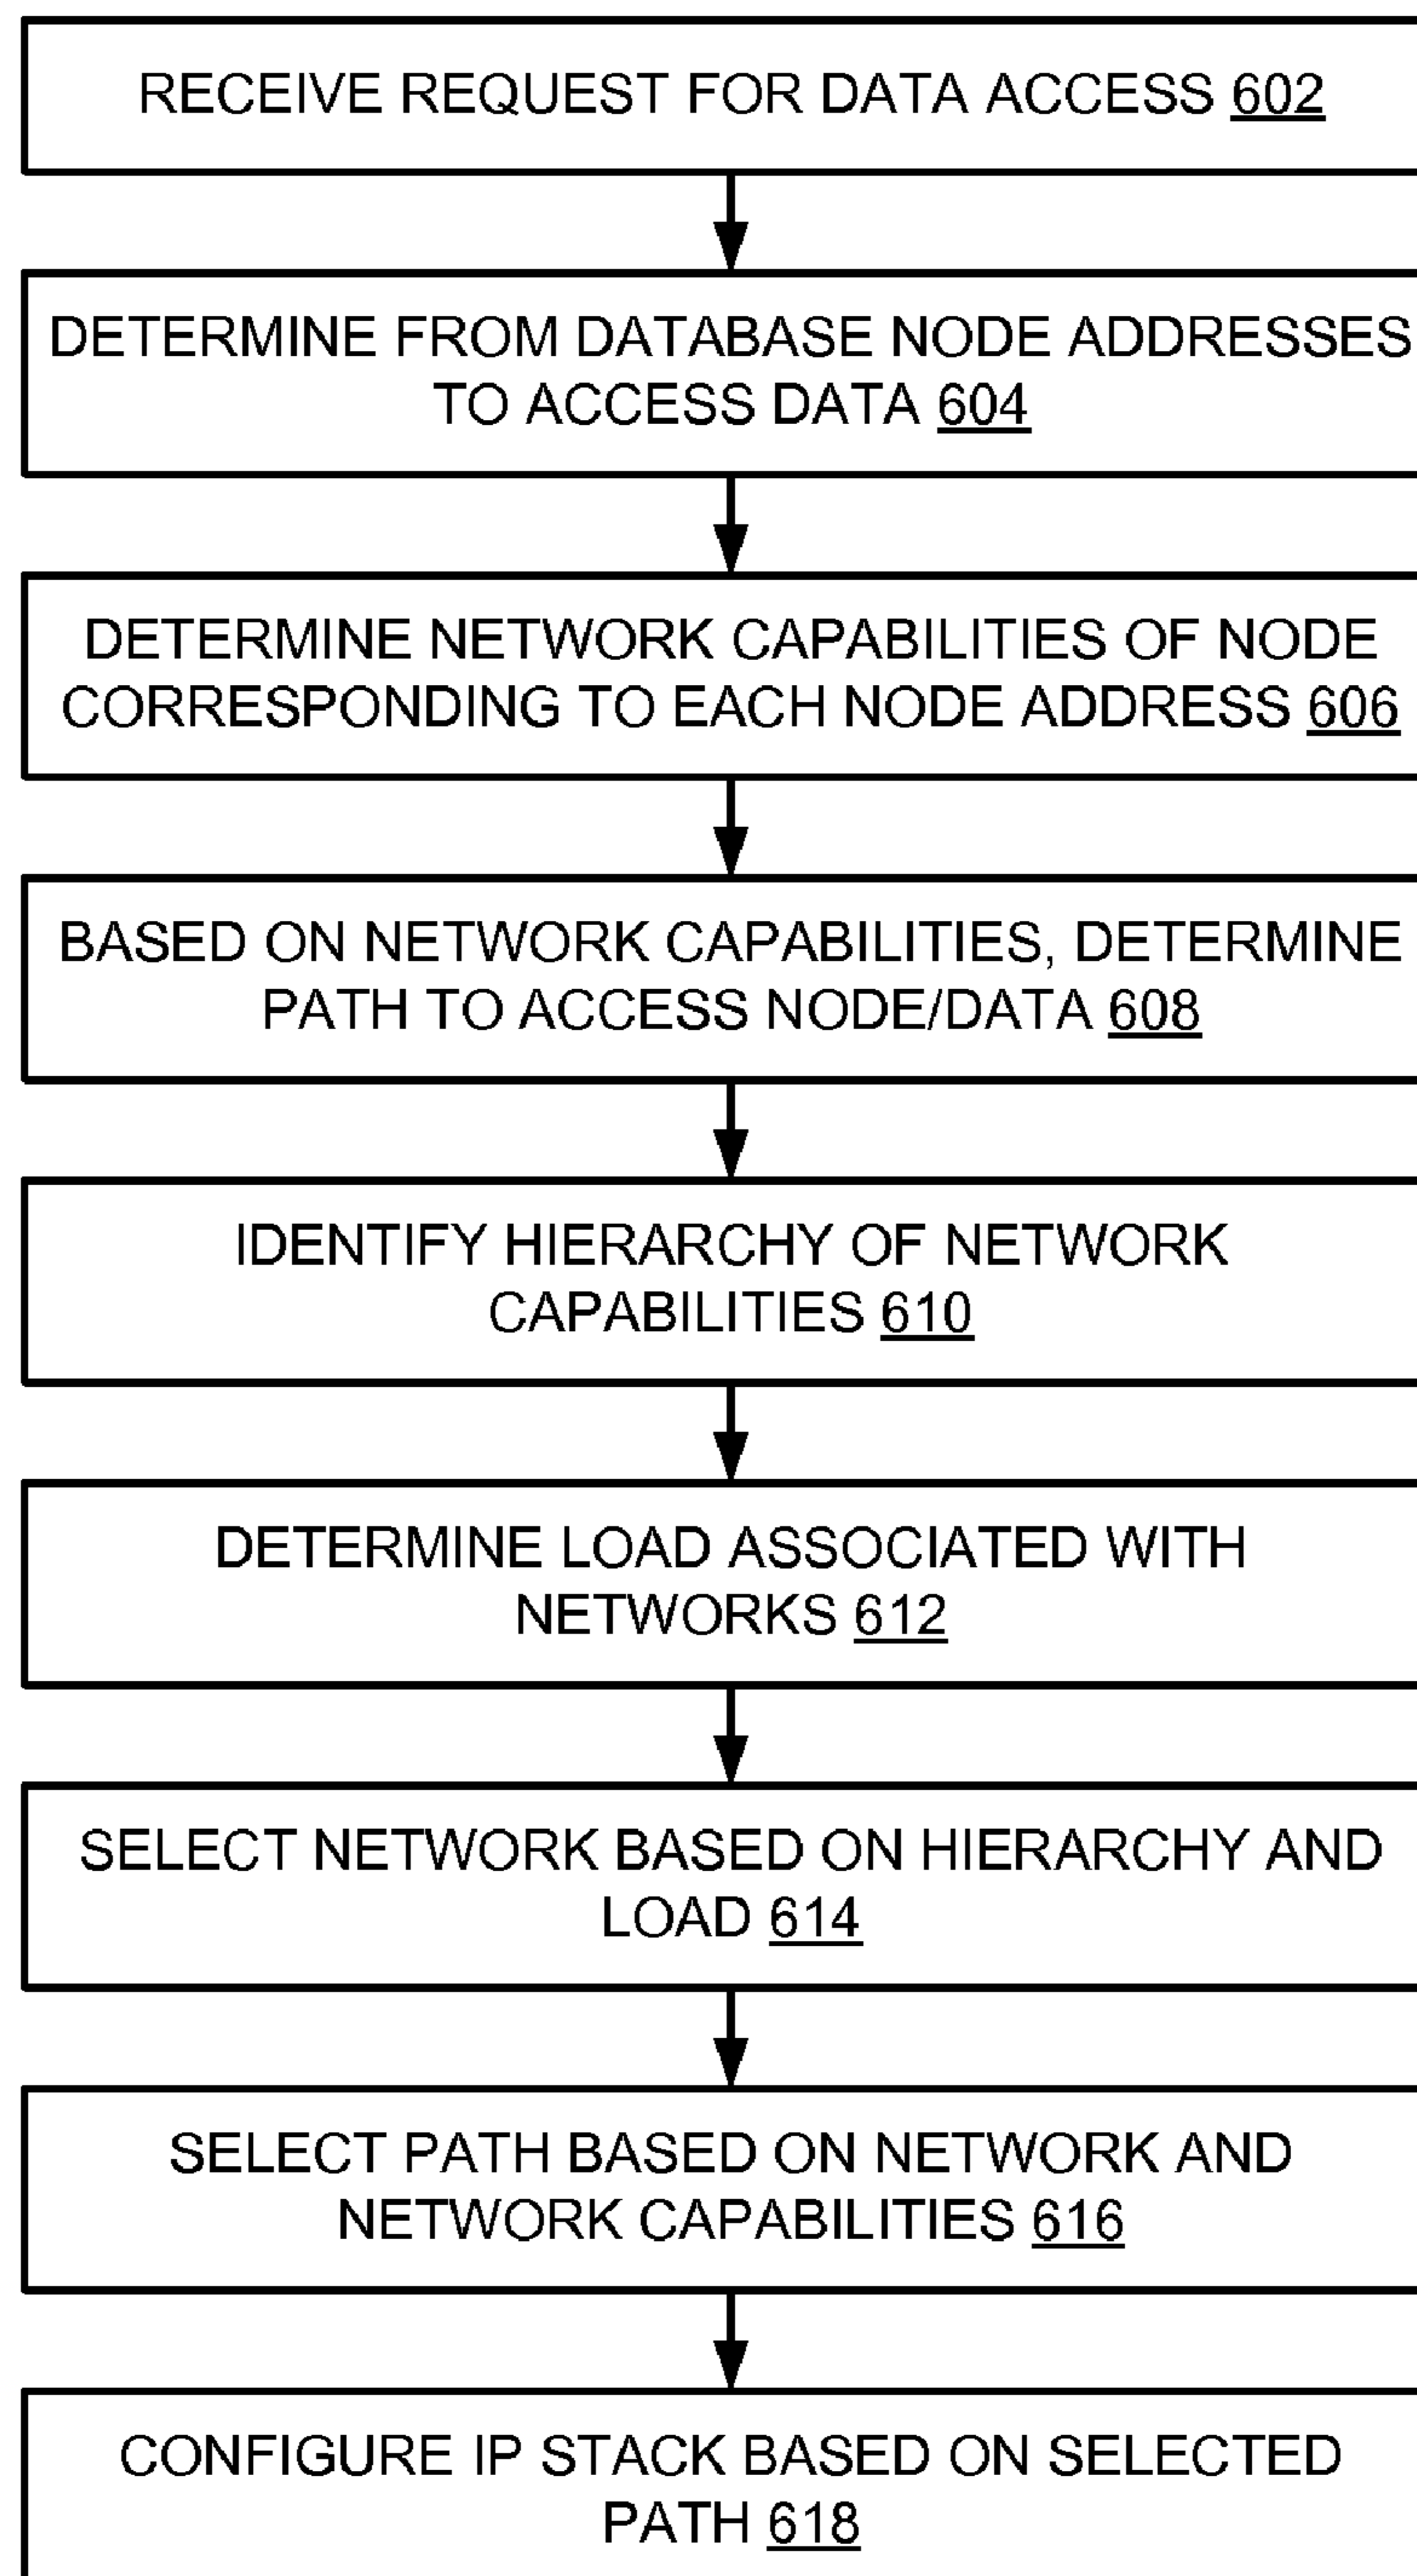 RECEIVE REQUEST FOR DATA ACCESS 602
DETERMINE FROM DATABASE NODE ADDRESSES
TO ACCESS DATA 604
DETERMINE NETWORK CAPABILITIES OF NODE
CORRESPONDING TO EACH NODE ADDRESS 606
BASED ON NETWORK CAPABILITIES, DETERMINE
PATH TO ACCESS NODE/DATA 608
IDENTIFY HIERARCHY OF NETWORK
CAPABILITIES 610
DETERMINE LOAD ASSOCIATED WITH
NETWORKS 612
SELECT NETWORK BASED ON HIERARCHY AND
LOAD 614
SELECT PATH BASED ON NETWORK AND
NETWORK CAPABILITIES 616
CONFIGURE IP STACK BASED ON SELECTED
PATH 618